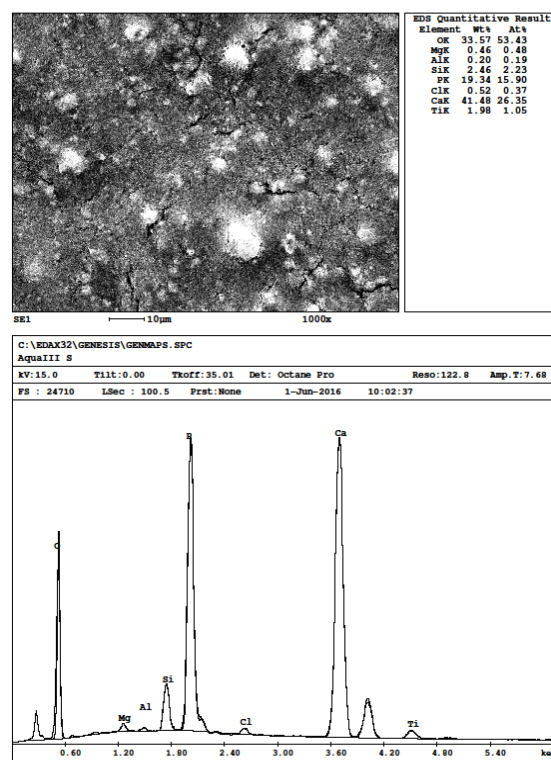 EDS Quantitative Result
Element Wt% At%
OK 33.57 53.43
MgK 0.46 0.48
AlK 0.20 0.19
SiK 2.46 2.23
PK 19.34 15.90
ClK 0.52 0.37
CaK 41.48 26.35
TiK 1.98 1.05
SE1 10µm 1000x
C:\EDAX32\GENESIS\GENMAPS.SPC
AquaIII S
kV:15.0 Tilt:0.00 Tkoff:35.01 Det: Octane Pro Reso:122.8 Amp.T:7.68
FS : 24710 LSec : 100.5 Prst:None 1-Jun-2016 10:02:37
P Ca
O
Si
Al
Mg Cl Ti
0.60 1.20 1.80 2.40 3.00 3.60 4.20 4.80 5.40 ke